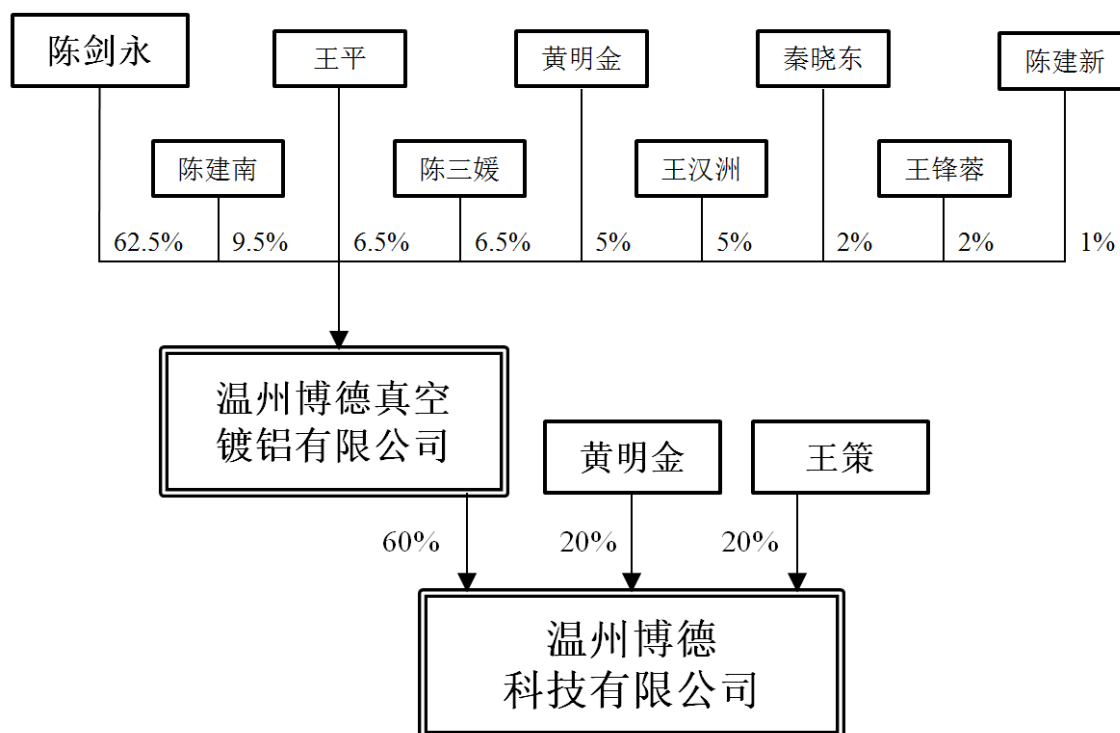 陈剑永
王平
黄明金
秦晓东
陈建新
陈建南
陈三媛
王汉洲
王锋蓉
62.5%
9.5%
6.5%
6.5%
5%
5%
2%
2%
1%
温州博德真空
镀铝有限公司
黄明金
王策
60%
20%
20%
温州博德
科技有限公司